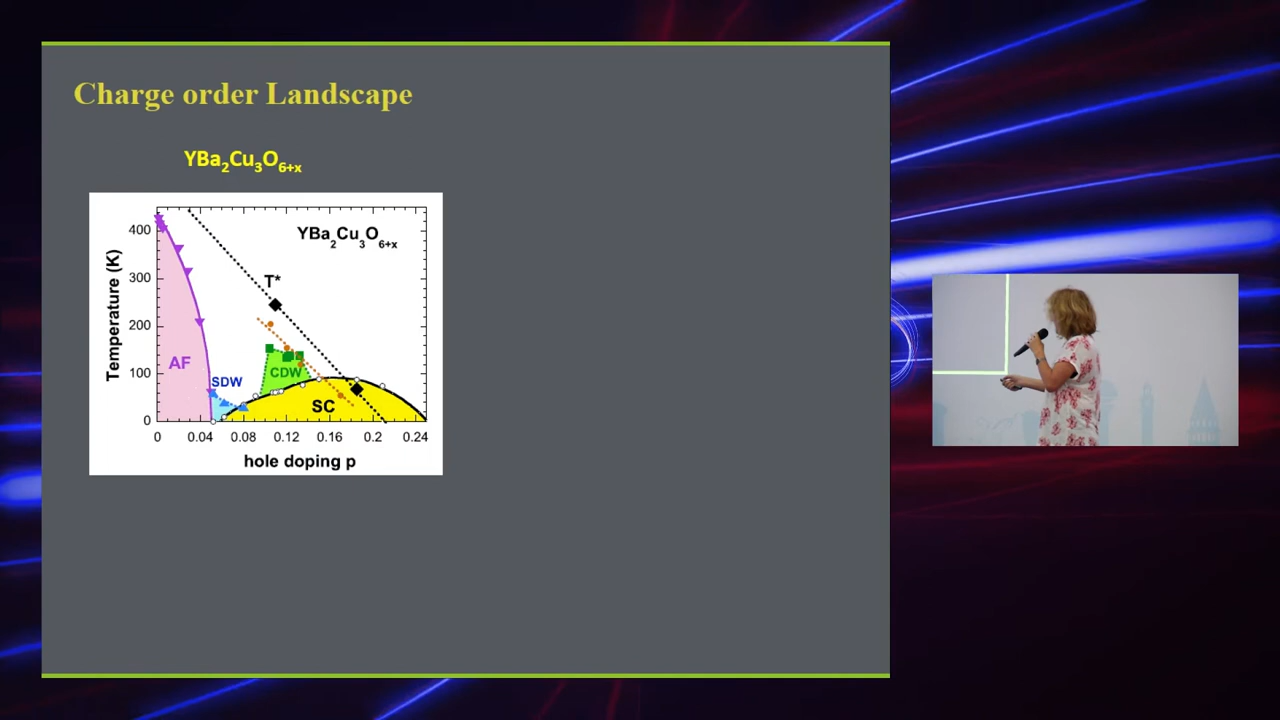 Charge order Landscape
YBa2Cu3O6+x
YBa2Cu3O6+x
T*
AF
SDW
CDW
SC
Temperature (K)
400
300
200
100
0
0 0.04 0.08 0.12 0.16 0.2 0.24
hole doping p